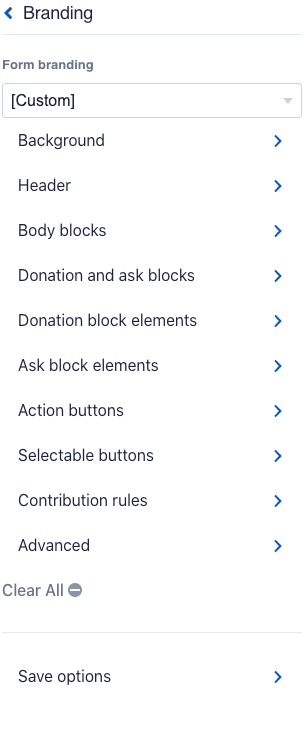 Branding
Form branding
[Custom]
Background
Header
Body blocks
Donation and ask blocks
Donation block elements
Ask block elements
Action buttons
Selectable buttons
Contribution rules
Advanced
Clear All
Save options